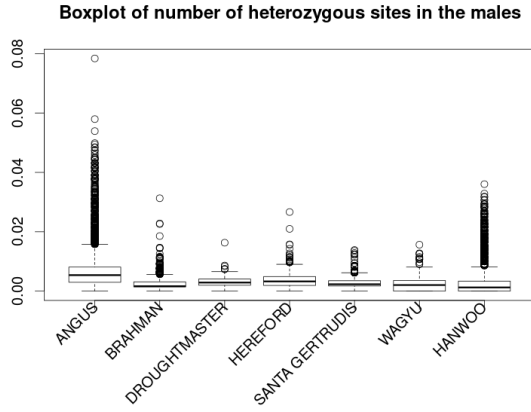 Boxplot of number of heterozygous sites in the males
0.08
0.06
0.04
0.02
0.00
ANGUS
BRAHMAN
DROUGHTMASTER
HEREFORD
SANTA GERTRUDIS
WAGYU
HANWOO